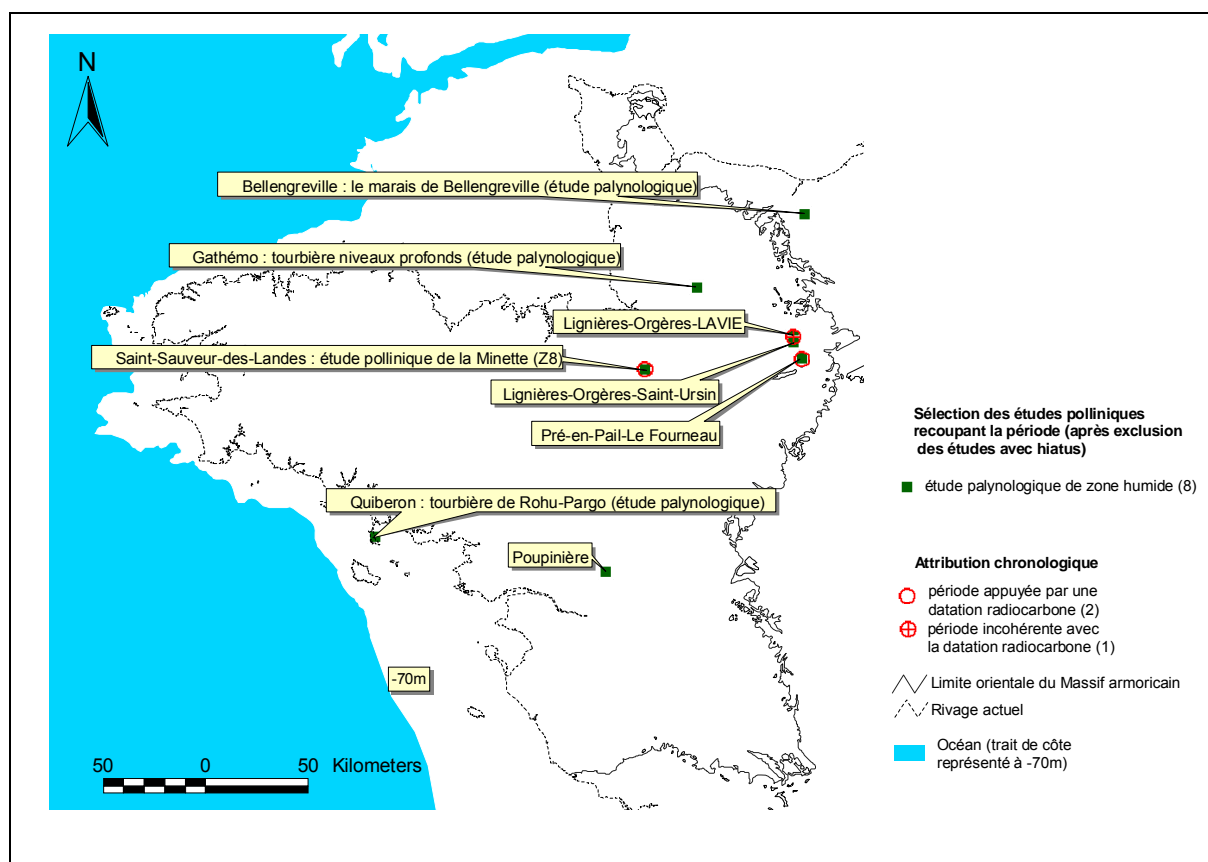 N
Bellengreville : le marais de Bellengreville (étude palynologique)
Gathémo : tourbière niveaux profonds (étude palynologique)
Lignières-Orgères-LAVIE
Saint-Sauveur-des-Landes : étude pollinique de la Minette (Z8)
Lignières-Orgères-Saint-Ursin
Pré-en-Pail-Le Fourneau
Quiberon : tourbière de Rohu-Pargo (étude palynologique)
Poupinière
-70m
50 0 50 Kilometers
Sélection des études polliniques
recoupant la période (après exclusion
des études avec hiatus)
étude palynologique de zone humide (8)
Attribution chronologique
période appuyée par une
datation radiocarbone (2)
période incohérente avec
la datation radiocarbone (1)
Limite orientale du Massif armoricain
Rivage actuel
Océan (trait de côte
représenté à -70m)